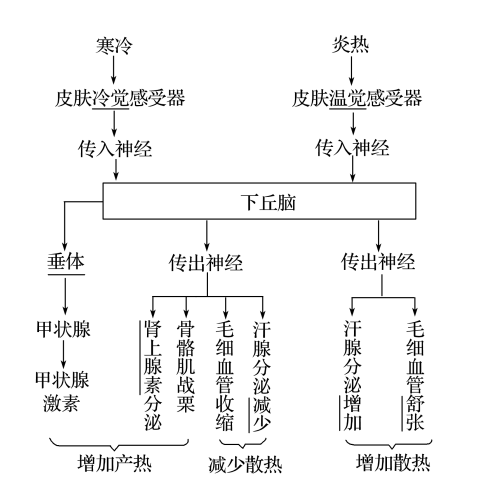 寒冷
炎热
皮肤冷觉感受器
皮肤温觉感受器
传入神经
传入神经
下丘脑
垂体
传出神经
传出神经
甲状腺
甲状腺
激素
肾上腺素分泌
骨骼肌战栗
毛细血管收缩
汗腺分泌减少
汗腺分泌增加
毛细血管舒张
增加产热
减少散热
增加散热